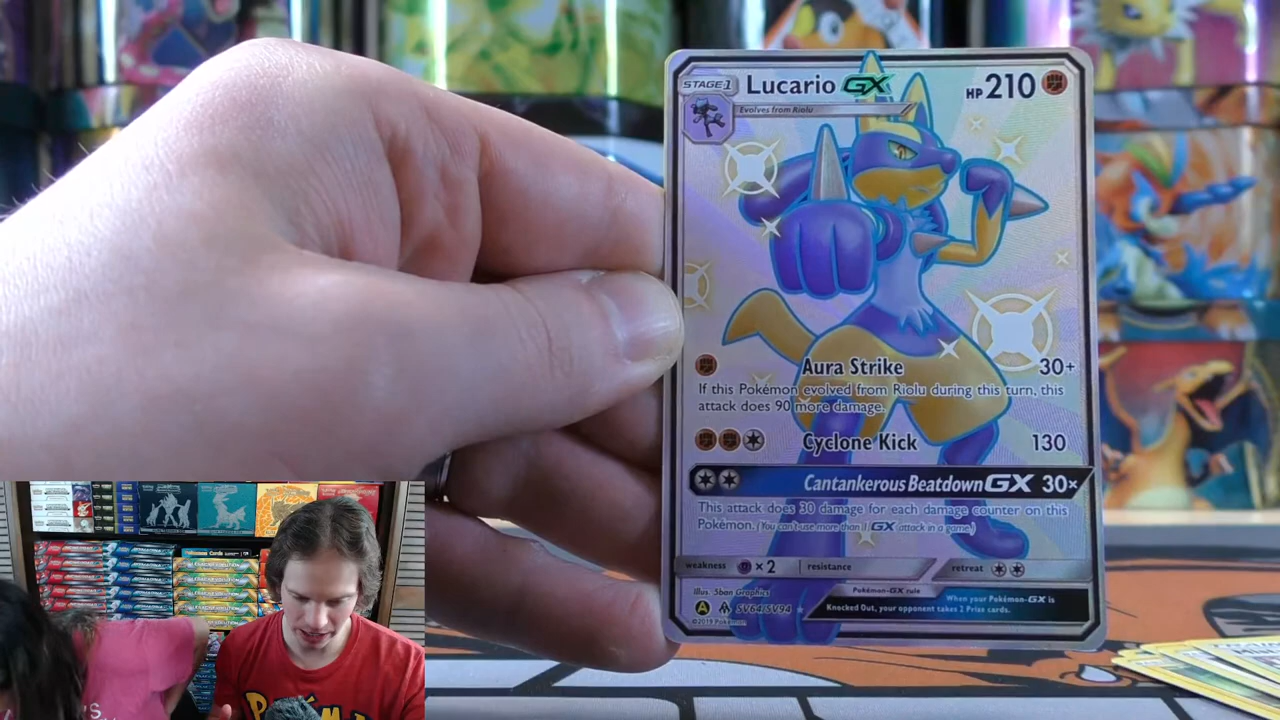 STAGE 1 Lucario GX HP 210
Evolves from Riolu
Aura Strike 30+
If this Pokémon evolved from Riolu during this turn, this
attack does 90 more damage.
Cyclone Kick 130
Cantankerous Beatdown GX 30×
This attack does 30 damage for each damage counter on this
Pokémon. (You can't use more than 1 GX attack in a game.)
weakness ×2 resistance retreat
Illus. 5ban Graphics
Pokémon-GX rule
When your Pokémon-GX is
Knocked Out, your opponent takes 2 Prize cards.
A SV64/SV94
©2019 Pokémon
POKÉM